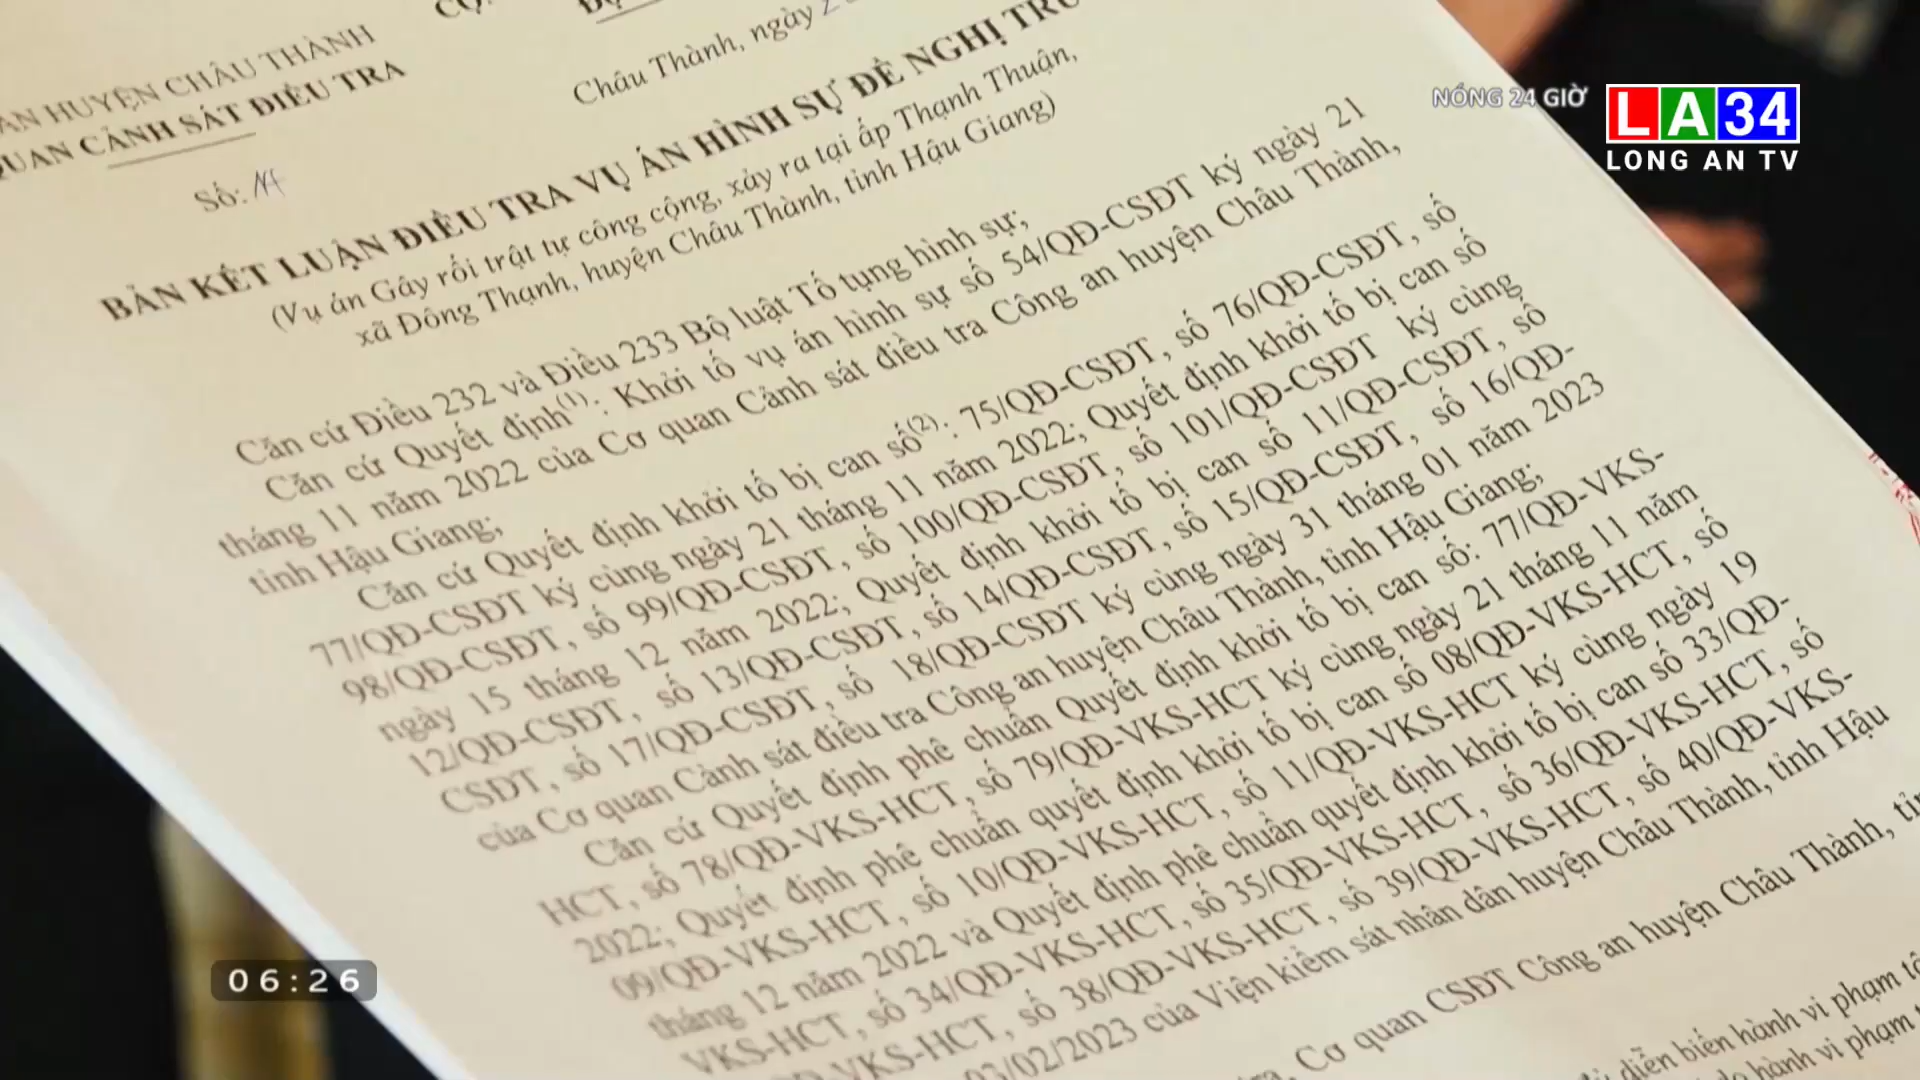 AN HUYỆN CHÂU THÀNH
QUAN CẢNH SÁT ĐIỀU TRA
Số:
Châu Thành, ngày
BẢN KẾT LUẬN ĐIỀU TRA VỤ ÁN HÌNH SỰ ĐỀ NGHỊ
(Vụ án Gây rối trật tự công cộng, xảy ra tại ấp Thạnh Thuận,
xã Đông Thạnh, huyện Châu Thành, tỉnh Hậu Giang)
Căn cứ Điều 232 và Điều 233 Bộ luật Tố tụng hình sự;
Căn cứ Quyết định(1): Khởi tố vụ án hình sự số 54/QĐ-CSĐT ký ngày 21
tháng 11 năm 2022 của Cơ quan Cảnh sát điều tra Công an huyện Châu Thành,
tỉnh Hậu Giang;
Căn cứ Quyết định khởi tố bị can số(2): 75/QĐ-CSĐT, số 76/QĐ-CSĐT, số
77/QĐ-CSĐT ký cùng ngày 21 tháng 11 năm 2022; Quyết định khởi tố bị can số
98/QĐ-CSĐT, số 99/QĐ-CSĐT, số 100/QĐ-CSĐT, số 101/QĐ-CSĐT ký cùng
ngày 15 tháng 12 năm 2022; Quyết định khởi tố bị can số 11/QĐ-CSĐT, số
12/QĐ-CSĐT, số 13/QĐ-CSĐT, số 14/QĐ-CSĐT, số 15/QĐ-CSĐT, số 16/QĐ-
CSĐT, số 17/QĐ-CSĐT, số 18/QĐ-CSĐT ký cùng ngày 31 tháng 01 năm 2023
của Cơ quan Cảnh sát điều tra Công an huyện Châu Thành, tỉnh Hậu Giang;
Căn cứ Quyết định phê chuẩn Quyết định khởi tố bị can số: 77/QĐ-VKS-
HCT, số 78/QĐ-VKS-HCT, số 79/QĐ-VKS-HCT ký cùng ngày 21 tháng 11 năm
2022; Quyết định phê chuẩn quyết định khởi tố bị can số 08/QĐ-VKS-HCT, số
09/QĐ-VKS-HCT, số 10/QĐ-VKS-HCT, số 11/QĐ-VKS-HCT ký cùng ngày 19
tháng 12 năm 2022 và Quyết định phê chuẩn quyết định khởi tố bị can số 33/QĐ-
VKS-HCT, số 34/QĐ-VKS-HCT, số 35/QĐ-VKS-HCT, số 36/QĐ-VKS-HCT, số
VKS-HCT, số 38/QĐ-VKS-HCT, số 39/QĐ-VKS-HCT, số 40/QĐ-VKS-
03/02/2023 của Viện kiểm sát nhân dân huyện Châu Thành, tỉnh Hậu
Cơ quan CSĐT Công an huyện Châu Thành,
diễn biến hành vi phạm
hành vi phạm
NÓNG 24 GIỜ
LA34
LONG AN TV
06:26